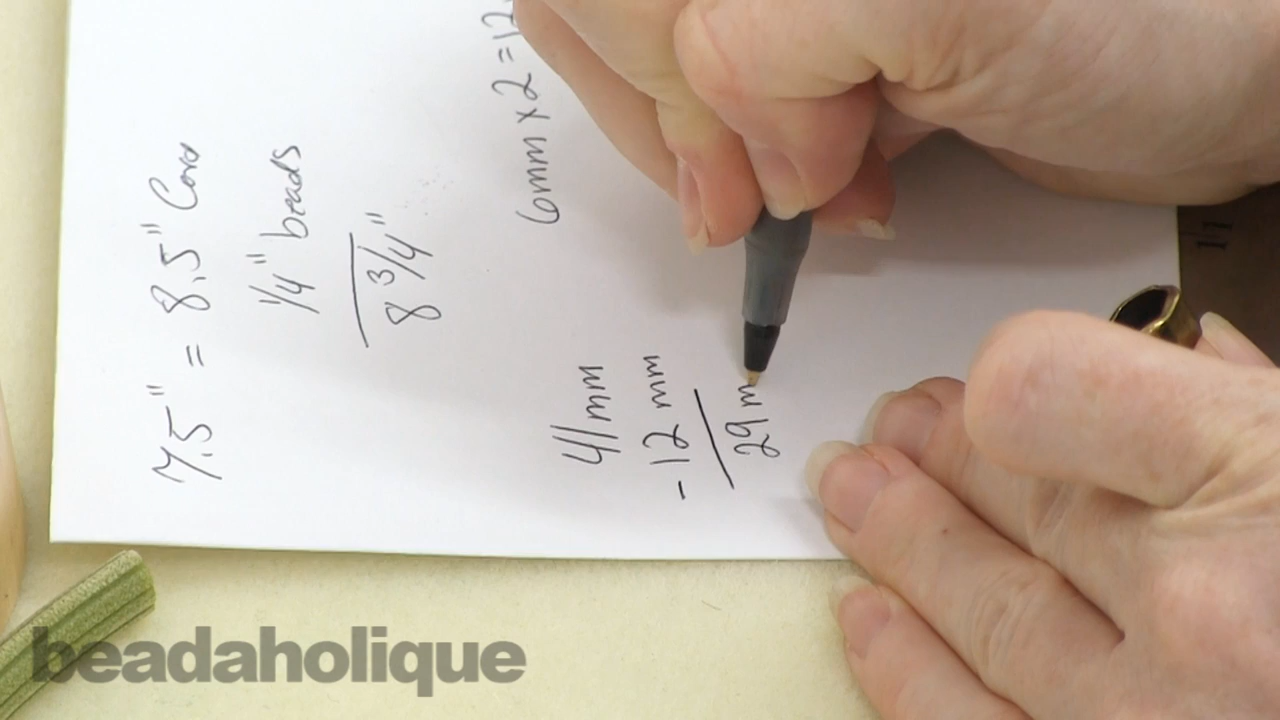 7.5" = 8.5" Cord
1/4" beads
8 3/4"
6mm x 2 = 12
41mm
- 12 mm
29 m
11
beadaholique